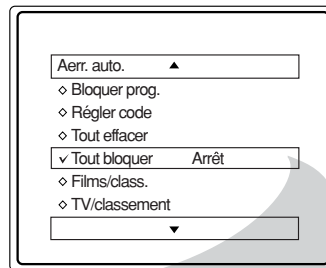 Aerr. auto. ▲
◇ Bloquer prog.
◇ Régler code
◇ Tout effacer
✓ Tout bloquer Arrêt
◇ Films/class.
◇ TV/classement
▼